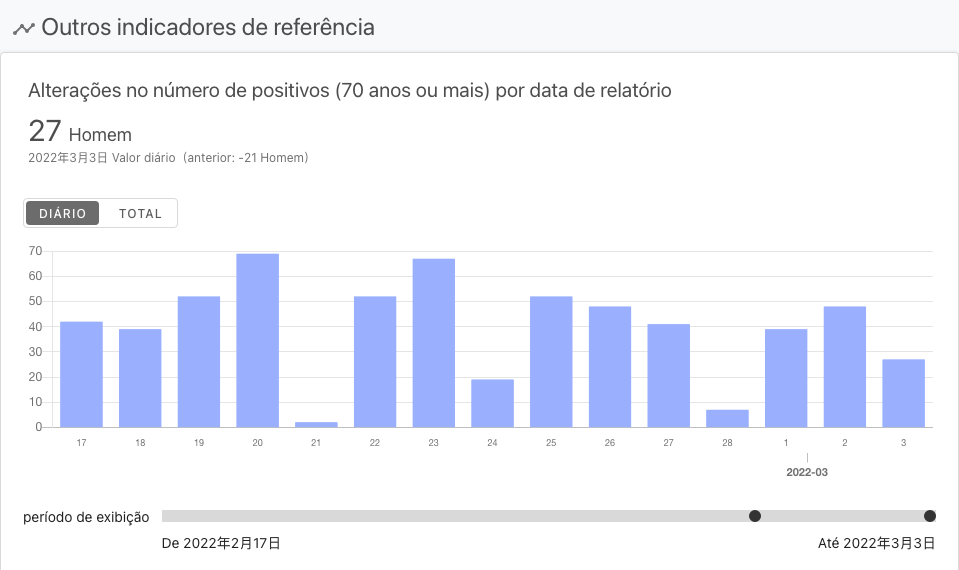 Outros indicadores de referência
Alterações no número de positivos (70 anos ou mais) por data de relatório
27 Homem
2022年3月3日 Valor diário (anterior: -21 Homem)
DIÁRIO TOTAL
70
60
50
40
30
20
10
0
17 18 19 20 21 22 23 24 25 26 27 28 1 2 3
2022-03
período de exibição
De 2022年2月17日 Até 2022年3月3日